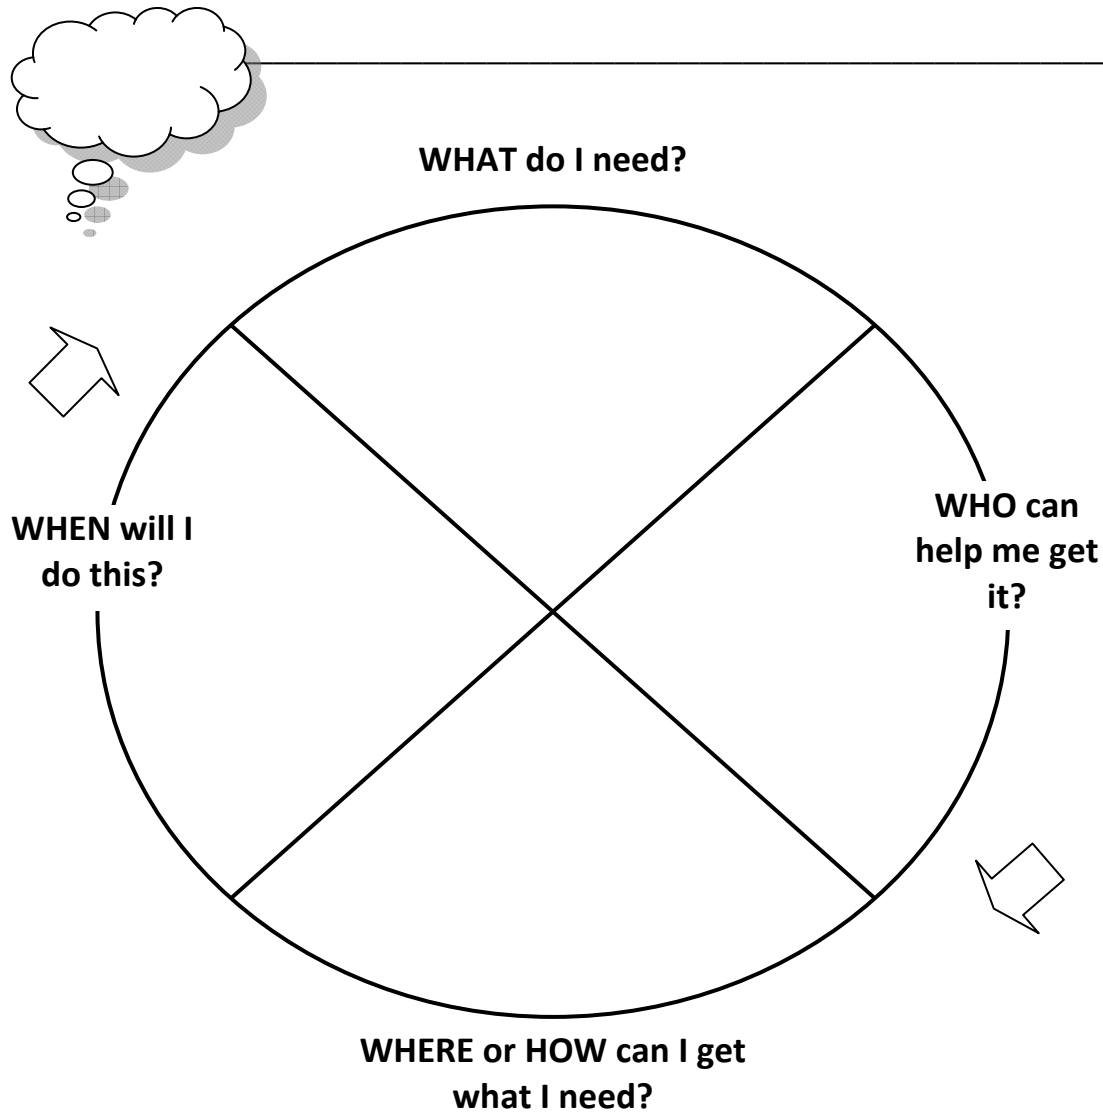 WHAT do I need?
WHEN will I
do this?
WHO can
help me get
it?
WHERE or HOW can I get
what I need?